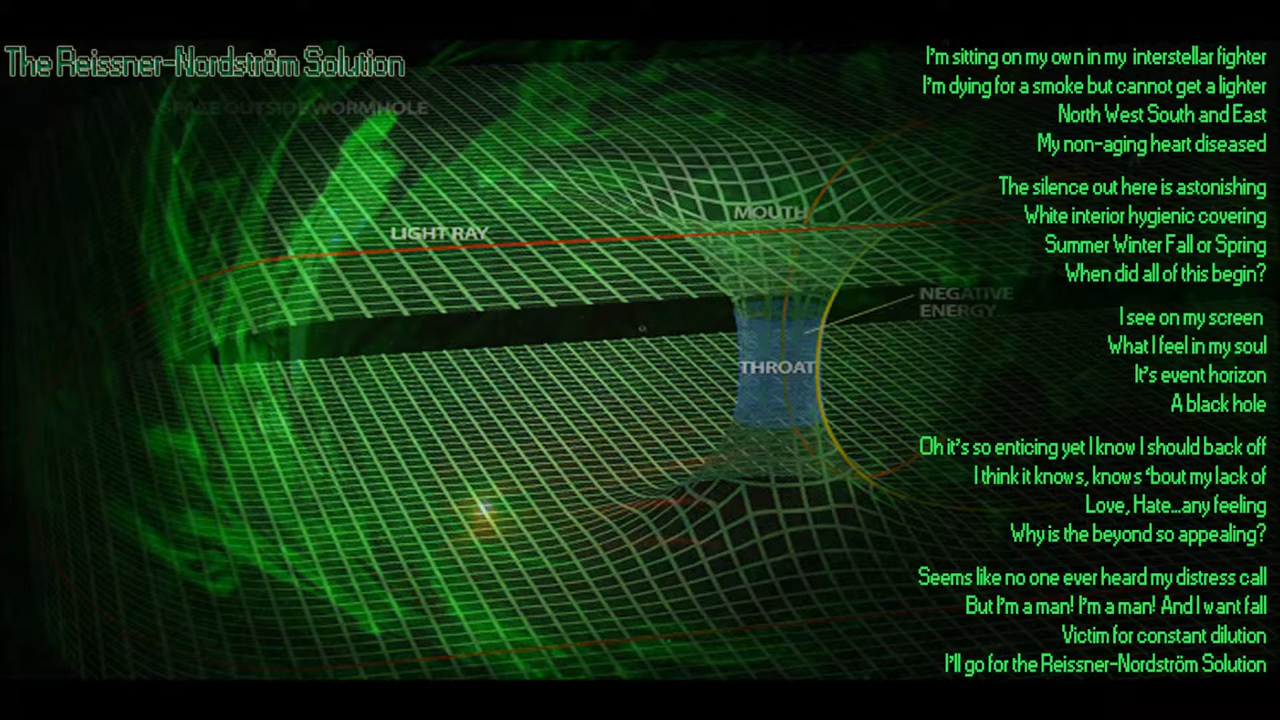 The Reissner-Nordström Solution
SPACE OUTSIDE WORMHOLE
LIGHT RAY
MOUTH
NEGATIVE
ENERGY
THROAT
I'm sitting on my own in my interstellar fighter
I'm dying for a smoke but cannot get a lighter
North West South and East
My non-aging heart diseased
The silence out here is astonishing
White interior hygienic covering
Summer Winter Fall or Spring
When did all of this begin?
I see on my screen
What I feel in my soul
It's event horizon
A black hole
Oh it's so enticing yet I know I should back off
I think it knows, knows 'bout my lack of
Love, Hate...any feeling
Why is the beyond so appealing?
Seems like no one ever heard my distress call
But I'm a man! I'm a man! And I want fall
Victim for constant dilution
I'll go for the Reissner-Nordström Solution